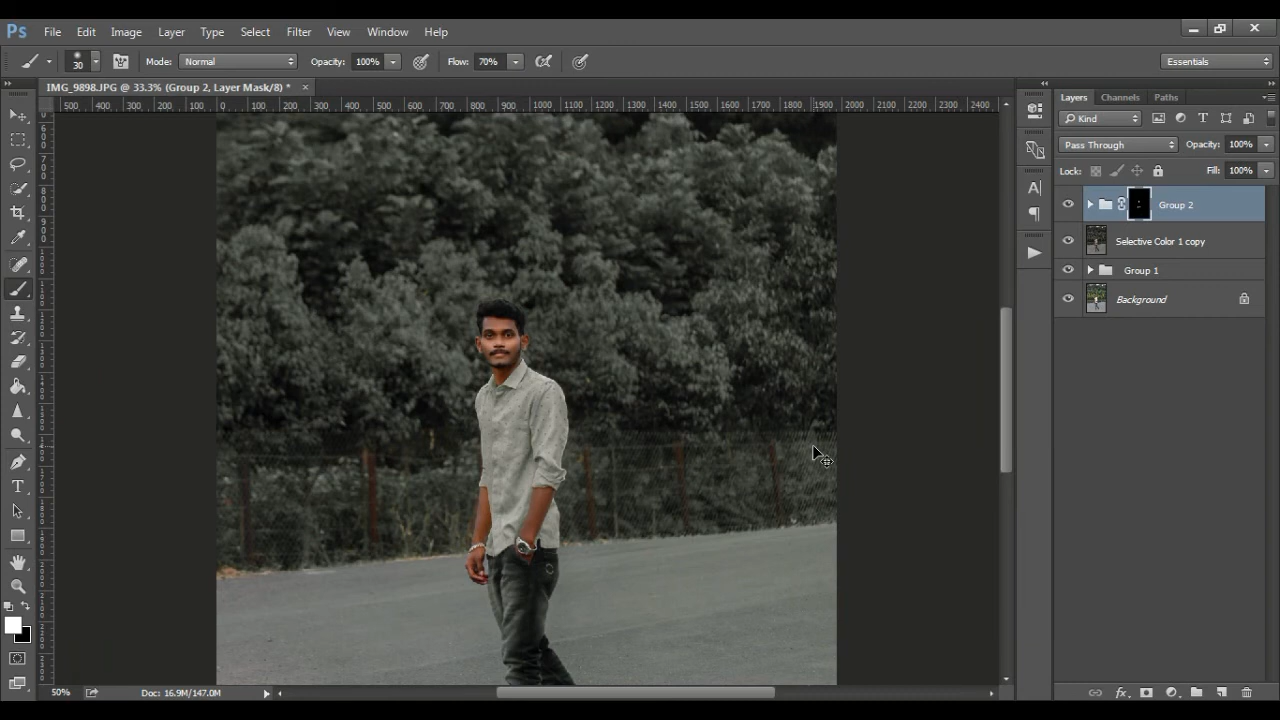 Ps File Edit Image Layer Type Select Filter View Window Help
30 Mode: Normal Opacity: 100% Flow: 70% Essentials
IMG_9898.JPG @ 33.3% (Group 2, Layer Mask/8) * ×
500 400 300 200 100 0 100 200 300 400 500 600 700 800 900 1000 1100 1200 1300 1400 1500 1600 1700 1800 1900 2000 2100 2200 2300 2400
Layers Channels Paths
Kind
Pass Through Opacity: 100%
Lock: Fill: 100%
Group 2
Selective Color 1 copy
Group 1
Background
50% Doc: 16.9M/147.0M